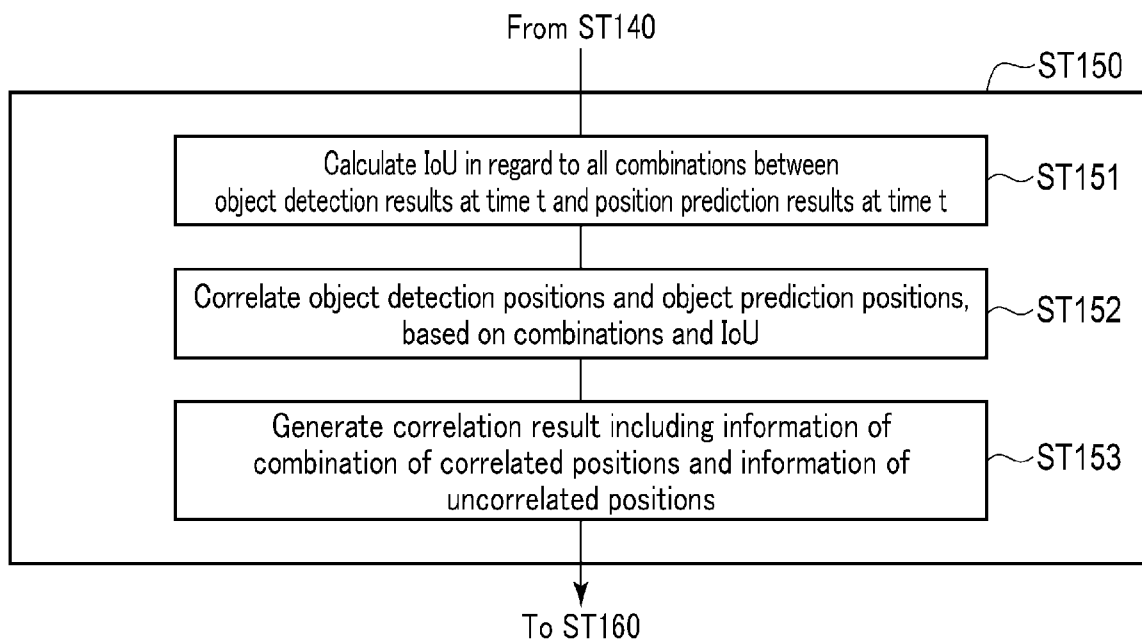 From ST140
ST150
Calculate IoU in regard to all combinations between
object detection results at time t and position prediction results at time t
ST151
Correlate object detection positions and object prediction positions,
based on combinations and IoU
ST152
Generate correlation result including information of
combination of correlated positions and information of
uncorrelated positions
ST153
To ST160